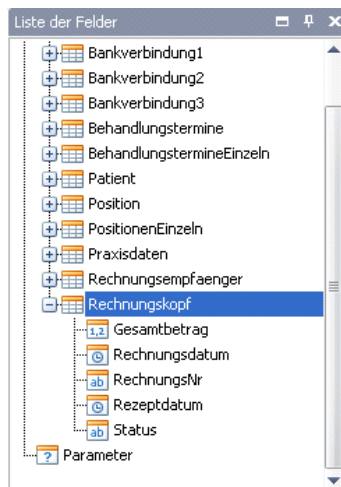 Liste der Felder
Bankverbindung1
Bankverbindung2
Bankverbindung3
Behandlungstermine
BehandlungstermineEinzeln
Patient
Position
PositionenEinzeln
Praxisdaten
Rechnungsempfaenger
Rechnungskopf
1,2 Gesamtbetrag
Rechnungsdatum
ab RechnungsNr
Rezeptdatum
ab Status
? Parameter